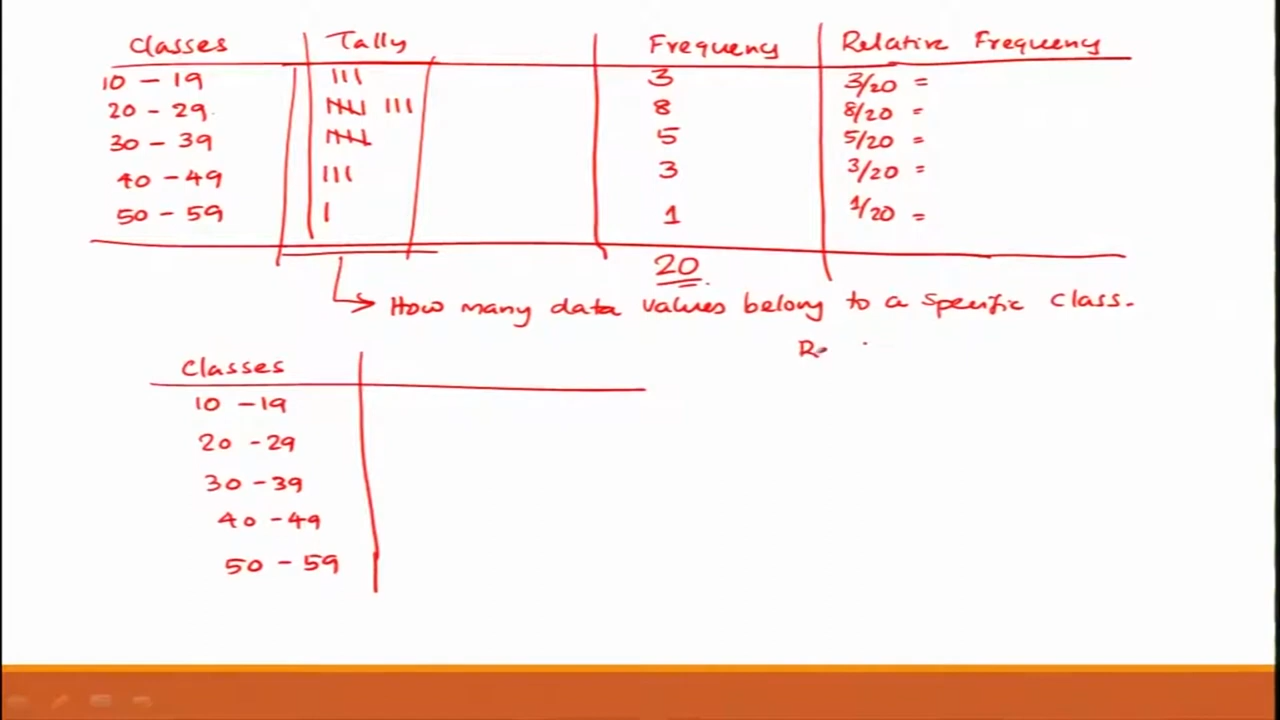 Classes Tally Frequency Relative Frequency
10 - 19 III 3 3/20 =
20 - 29 IIII III 8 8/20 =
30 - 39 IIII 5 5/20 =
40 - 49 III 3 3/20 =
50 - 59 I 1 1/20 =
20
How many data values belong to a specific class.
Classes
10 - 19
20 - 29
30 - 39
40 - 49
50 - 59